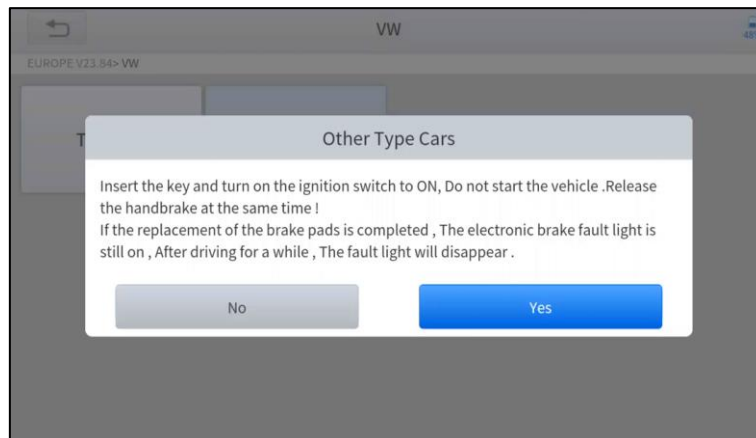 VW
48%
EUROPE V23.84> VW
T
Other Type Cars
Insert the key and turn on the ignition switch to ON, Do not start the vehicle .Release
the handbrake at the same time !
If the replacement of the brake pads is completed , The electronic brake fault light is
still on , After driving for a while , The fault light will disappear .
No
Yes